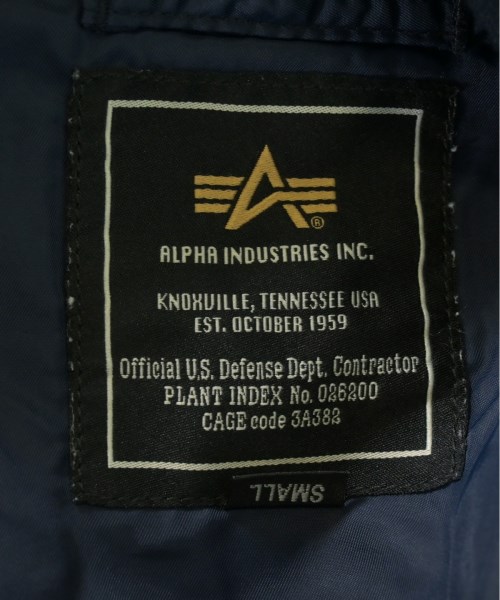 ®
ALPHA INDUSTRIES INC.
KNOXVILLE, TENNESSEE USA
EST. OCTOBER 1959
Official U.S. Defense Dept. Contractor
PLANT INDEX No. 026200
CAGE code 3A382
SMALL